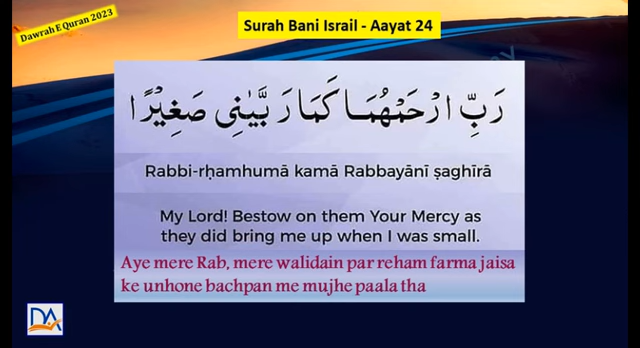 Dawrah E Quran 2023
Surah Bani Israil - Aayat 24
رَبِّ ارْحَمْهُمَا كَمَا رَبَّيٰنِى صَغِيْرًا
Rabbi-rḥamhumā kamā Rabbayānī ṣaghīrā
My Lord! Bestow on them Your Mercy as
they did bring me up when I was small.
Aye mere Rab, mere walidain par reham farma jaisa
ke unhone bachpan me mujhe paala tha
DA